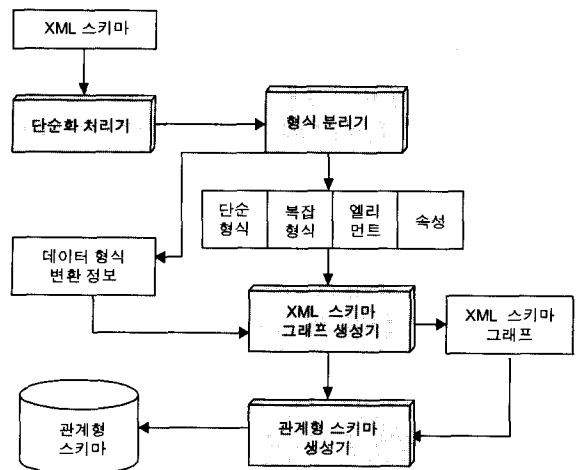 XML 스키마
단순화 처리기
형식 분리기
단순
형식
복잡
형식
엘리
먼트
속성
데이터 형식
변환 정보
XML 스키마
그래프 생성기
XML 스키마
그래프
관계형
스키마
관계형 스키마
생성기